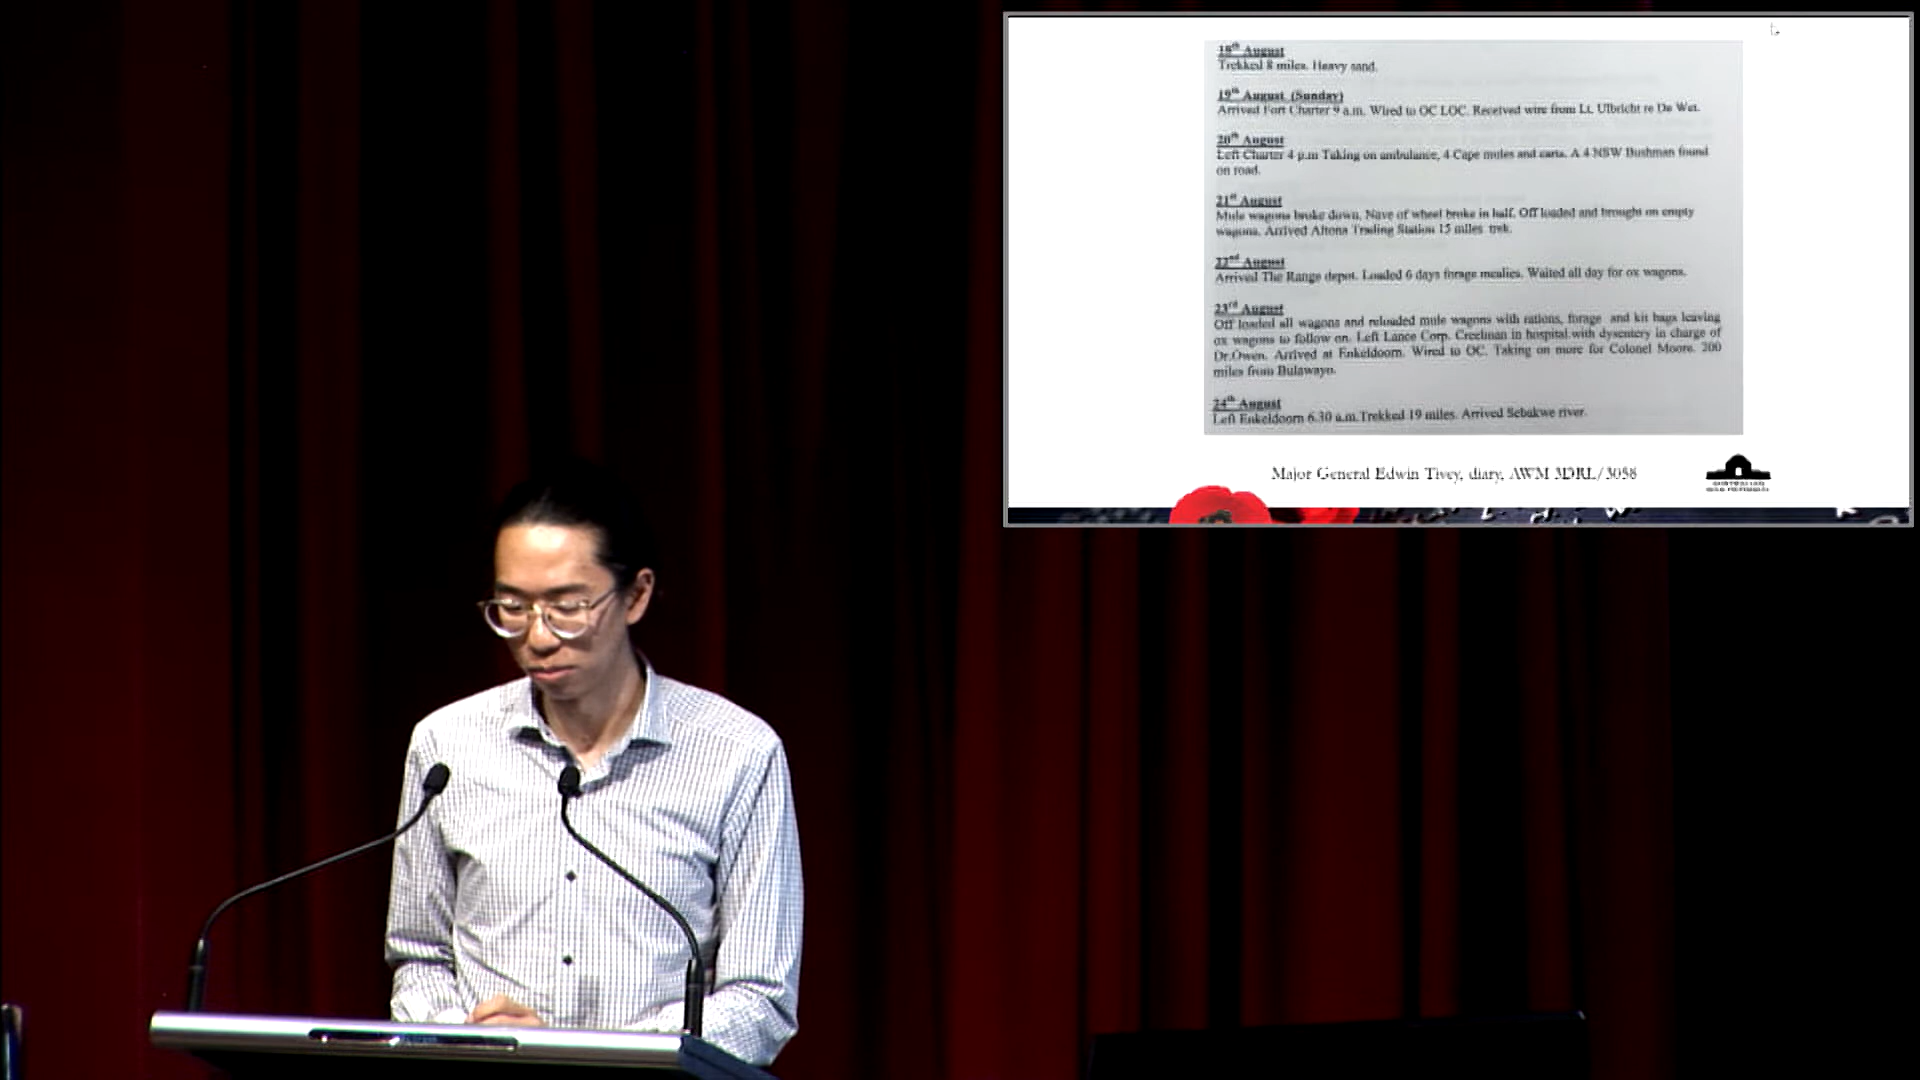 18th August
Trekked 8 miles. Heavy sand.
19th August (Sunday)
Arrived Fort Charter 9 a.m. Wired to OC LOC. Received wire from Lt. Ulbricht re De Wet.
20th August
Left Charter 4 p.m Taking on ambulance, 4 Cape mules and carts. A 4 NSW Bushman found
on road.
21st August
Mule wagons broke down, Nave of wheel broke in half. Off loaded and brought on empty
wagons. Arrived Altona Trading Station 15 miles trek.
22nd August
Arrived The Range depot. Loaded 6 days forage mealies. Waited all day for ox wagons.
23rd August
Off loaded all wagons and reloaded mule wagons with rations, forage and kit bags leaving
ox wagons to follow on. Left Lance Corp. Creelman in hospital with dysentery in charge of
Dr.Owen. Arrived at Enkeldoom. Wired to OC. Taking on more for Colonel Moore. 200
miles from Bulawayo.
24th August
Left Enkeldoorn 6.30 a.m.Trekked 19 miles. Arrived Sebakwe river.
Major General Edwin Tivey, diary, AWM 3DRL/3058